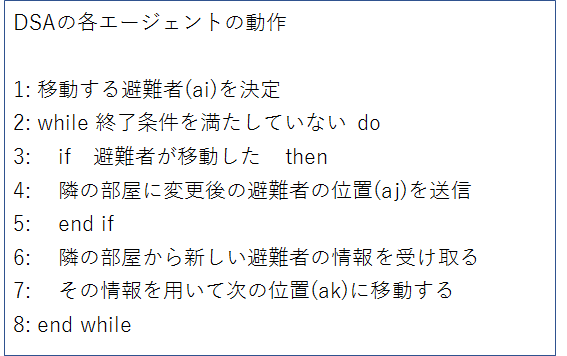 DSAの各エージェントの動作
1: 移動する避難者(ai)を決定
2: while 終了条件を満たしていない do
3: if 避難者が移動した then
4: 隣の部屋に変更後の避難者の位置(aj)を送信
5: end if
6: 隣の部屋から新しい避難者の情報を受け取る
7: その情報を用いて次の位置(ak)に移動する
8: end while